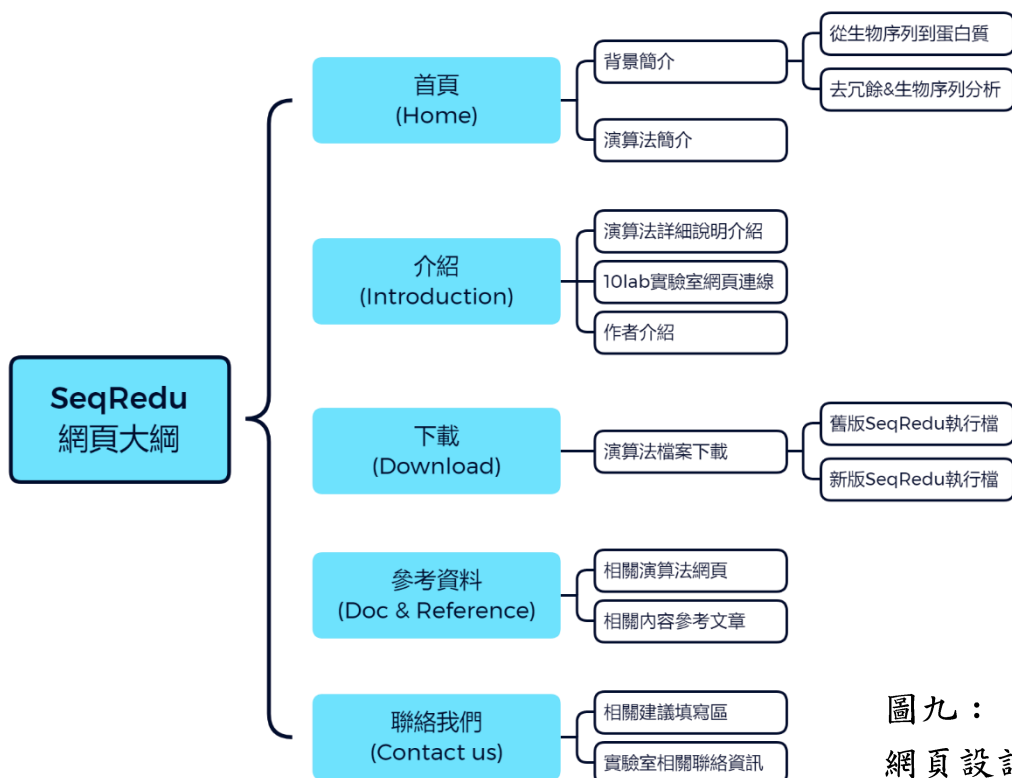 SeqRedu
網頁大綱
首頁
(Home)
背景簡介
從生物序列到蛋白質
去冗餘&生物序列分析
演算法簡介
介紹
(Introduction)
演算法詳細說明介紹
10lab實驗室網頁連線
作者介紹
下載
(Download)
演算法檔案下載
舊版SeqRedu執行檔
新版SeqRedu執行檔
參考資料
(Doc & Reference)
相關演算法網頁
相關內容參考文章
聯絡我們
(Contact us)
相關建議填寫區
實驗室相關聯絡資訊
圖九：
網頁設